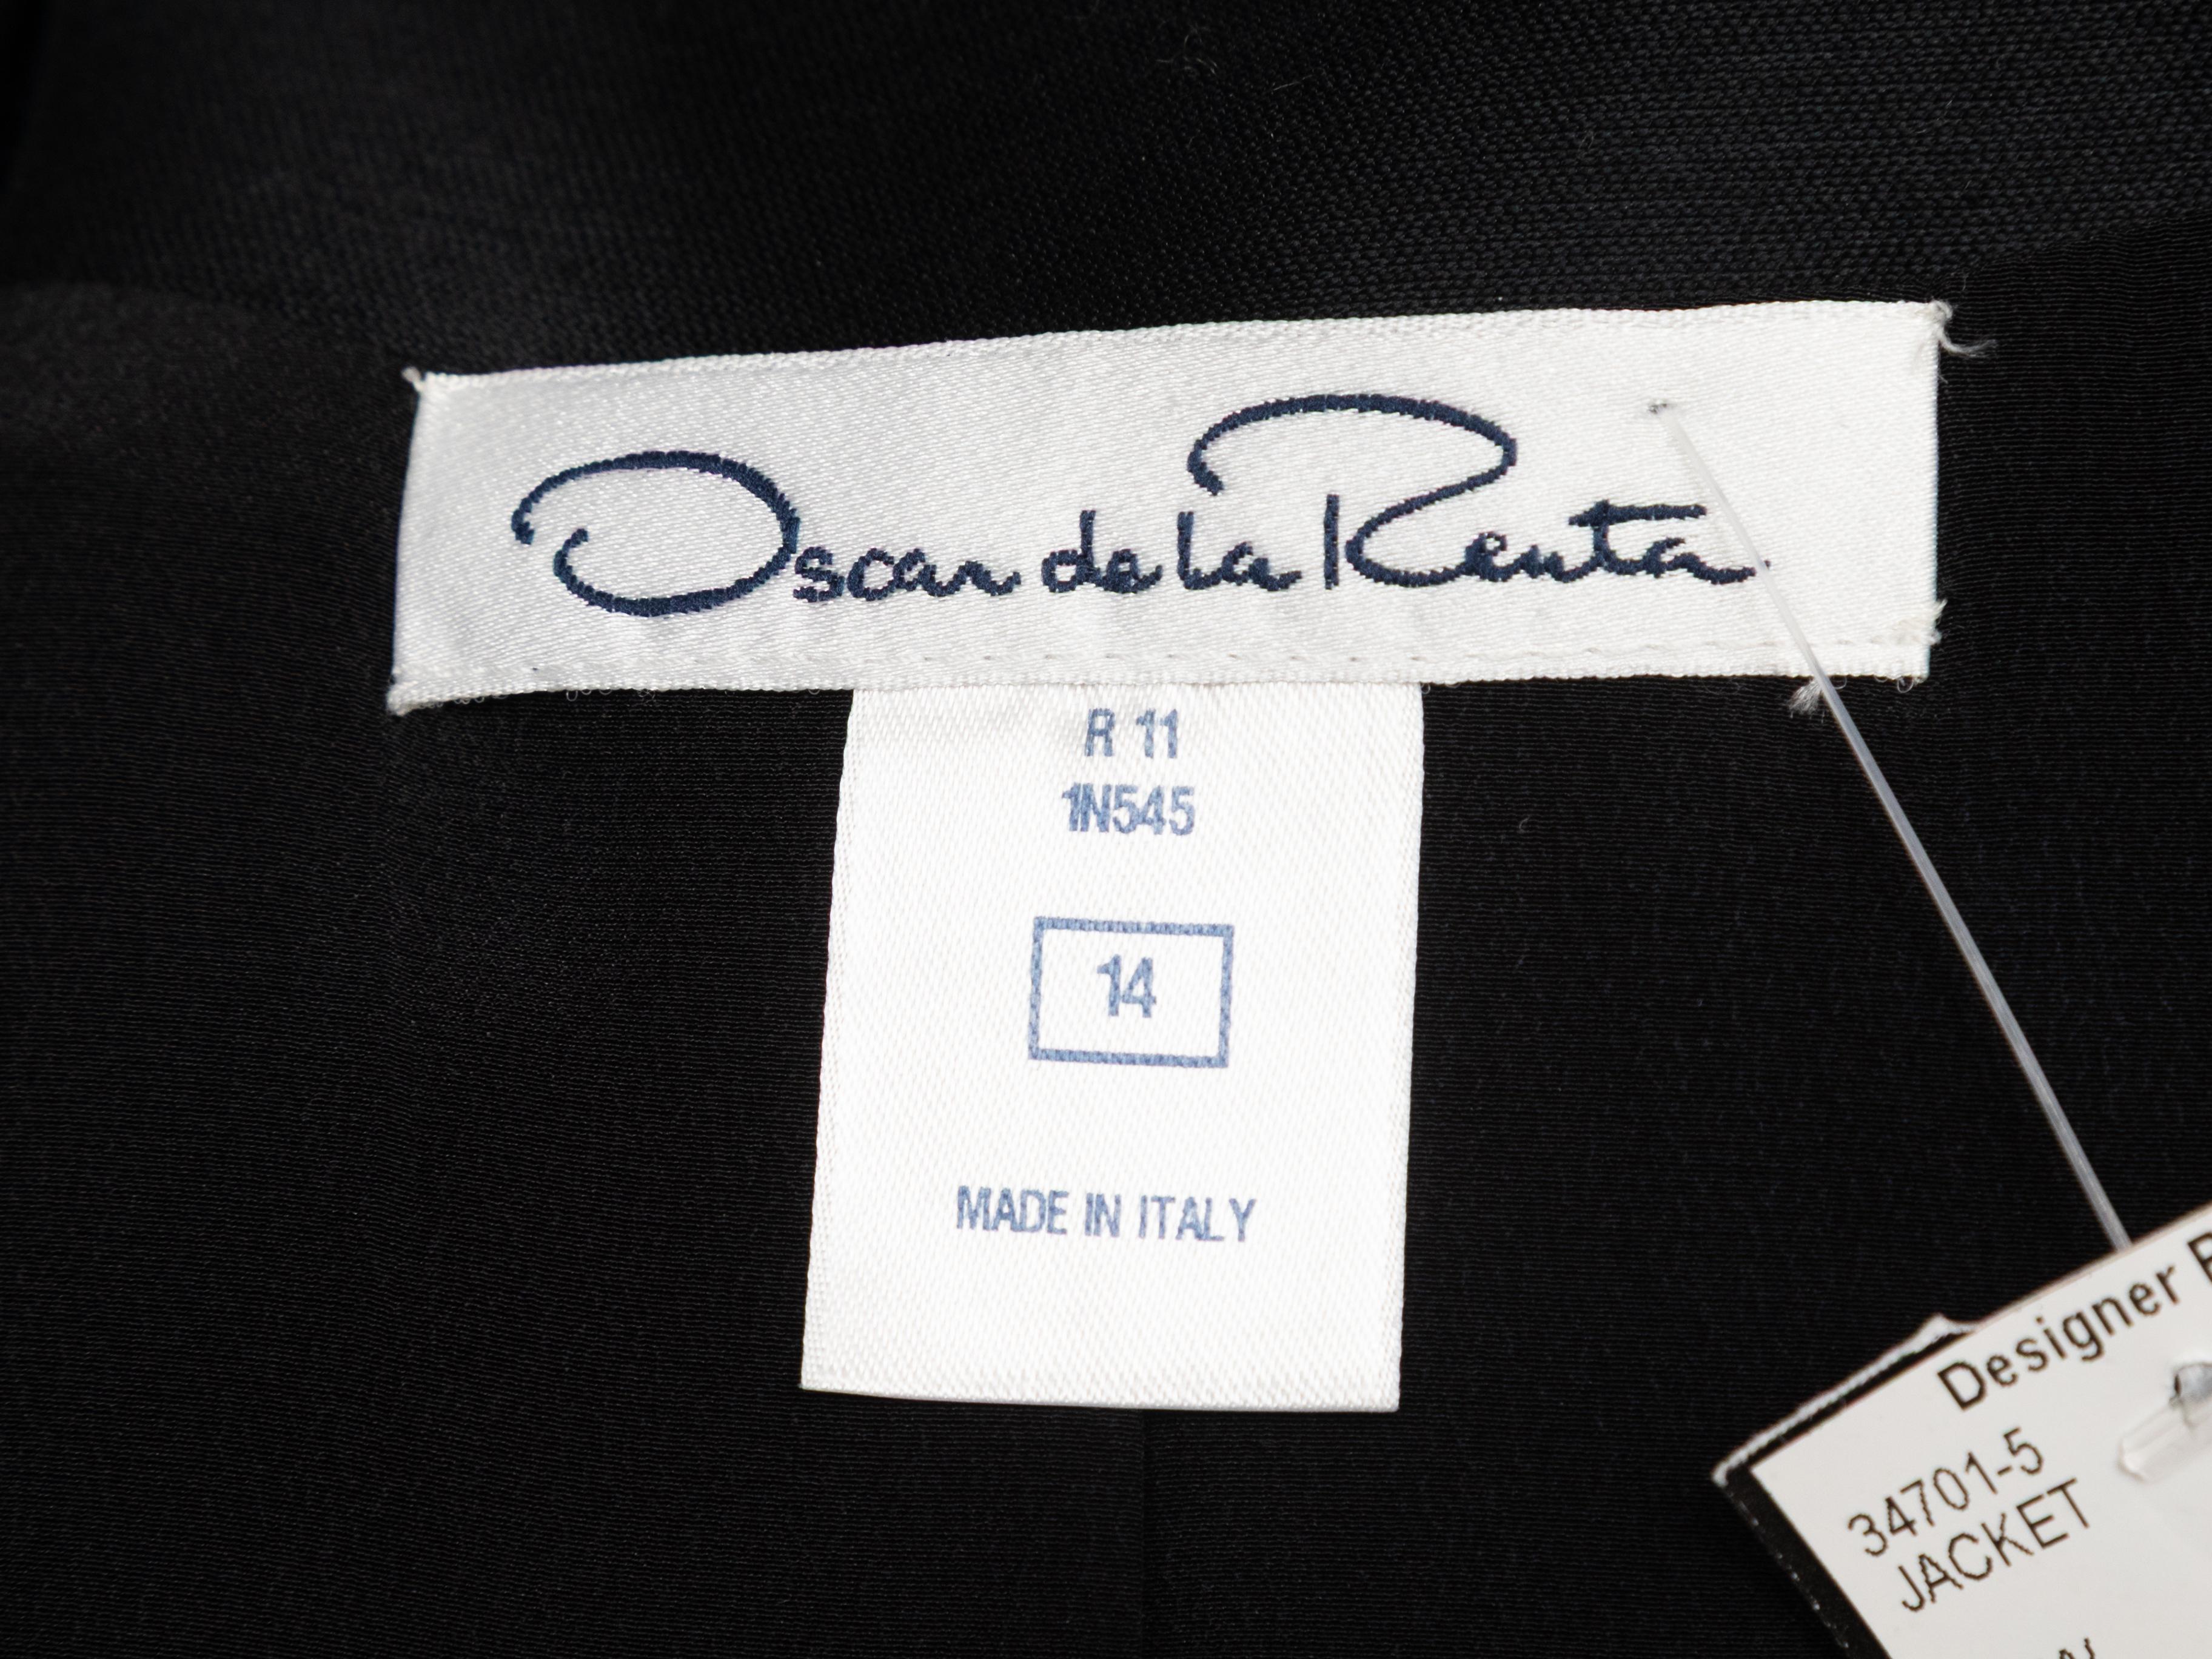 Oscar de la Renta
R 11
1N545
14
MADE IN ITALY
Designer
34701-5
JACKET